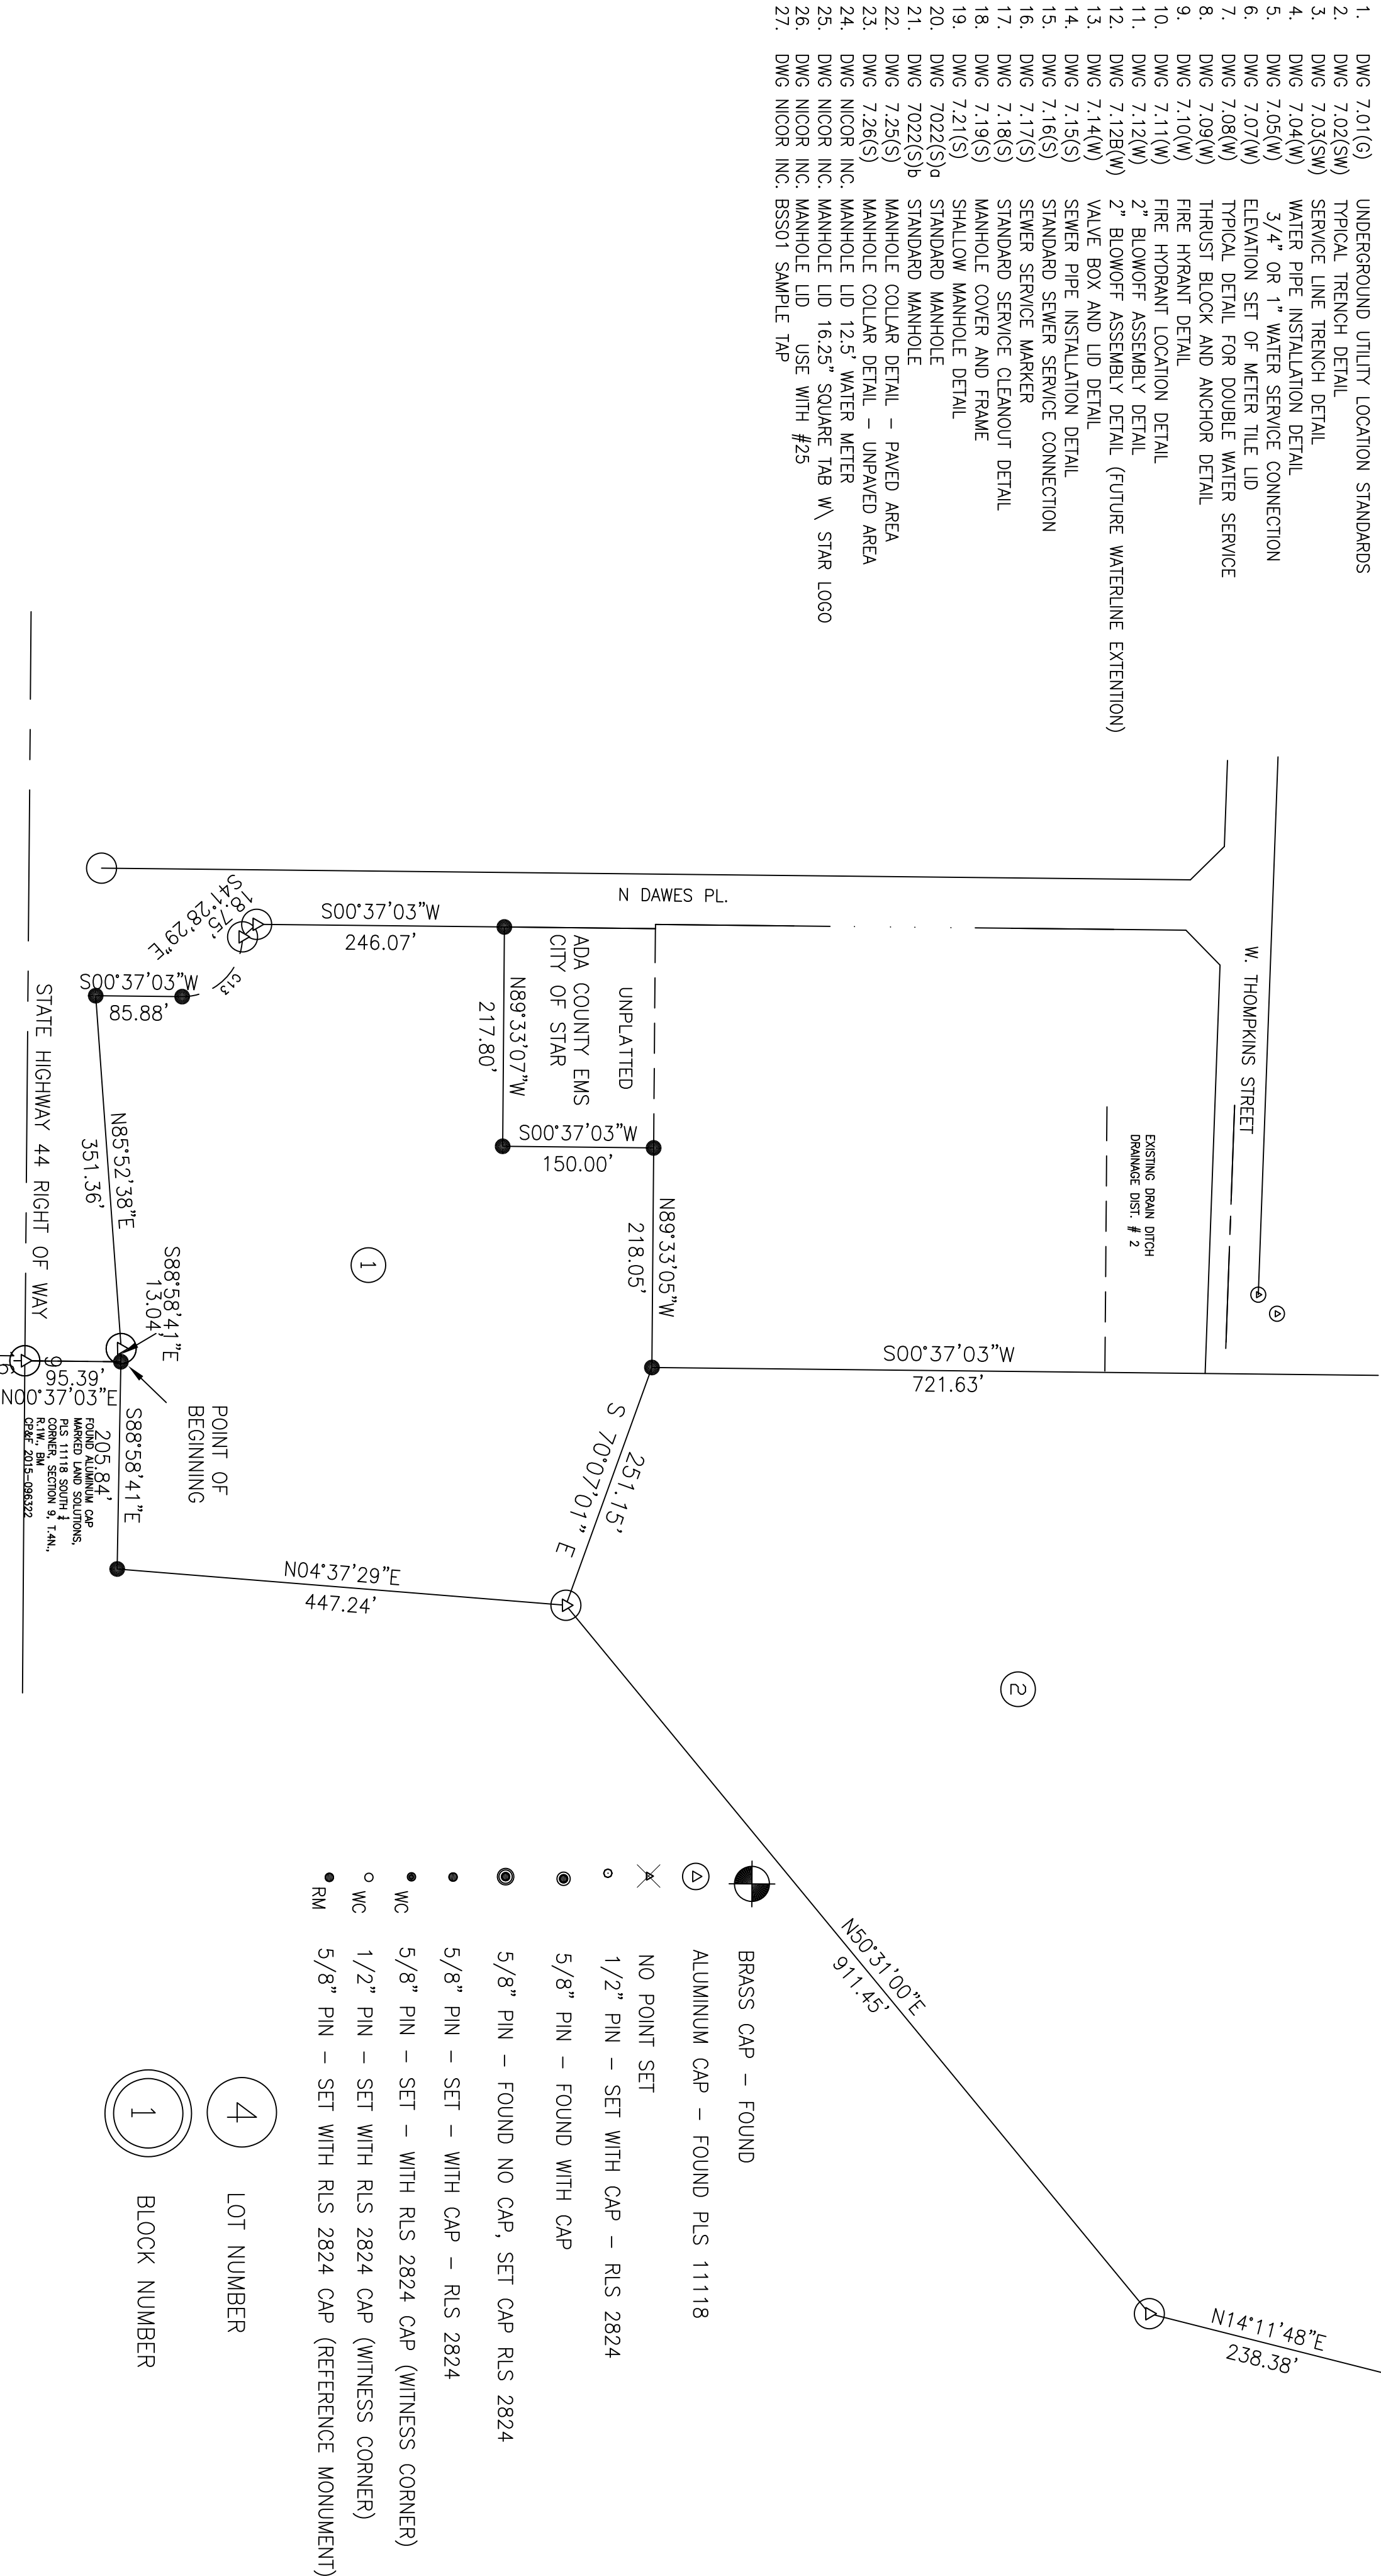 1. DWG 7.01(G) UNDERGROUND UTILITY LOCATION STANDARDS
2. DWG 7.02(SW) TYPICAL TRENCH DETAIL
3. DWG 7.03(SW) SERVICE LINE TRENCH DETAIL
4. DWG 7.04(W) WATER PIPE INSTALLATION DETAIL
5. DWG 7.05(W) 3/4" OR 1" WATER SERVICE CONNECTION
6. DWG 7.07(W) ELEVATION SET OF METER TILE LID
7. DWG 7.08(W) TYPICAL DETAIL FOR DOUBLE WATER SERVICE
8. DWG 7.09(W) THRUST BLOCK AND ANCHOR DETAIL
9. DWG 7.10(W) FIRE HYRANT DETAIL
10. DWG 7.11(W) FIRE HYDRANT LOCATION DETAIL
11. DWG 7.12(W) 2" BLOWOFF ASSEMBLY DETAIL
12. DWG 7.12B(W) 2" BLOWOFF ASSEMBLY DETAIL (FUTURE WATERLINE EXTENTION)
13. DWG 7.14(W) VALVE BOX AND LID DETAIL
14. DWG 7.15(S) SEWER PIPE INSTALLATION DETAIL
15. DWG 7.16(S) STANDARD SEWER SERVICE CONNECTION
16. DWG 7.17(S) SEWER SERVICE MARKER
17. DWG 7.18(S) STANDARD SERVICE CLEANOUT DETAIL
18. DWG 7.19(S) MANHOLE COVER AND FRAME
19. DWG 7.21(S) SHALLOW MANHOLE DETAIL
20. DWG 7022(S)a STANDARD MANHOLE
21. DWG 7022(S)b STANDARD MANHOLE
22. DWG 7.25(S) MANHOLE COLLAR DETAIL - PAVED AREA
23. DWG 7.26(S) MANHOLE COLLAR DETAIL - UNPAVED AREA
24. DWG NICOR INC. MANHOLE LID 12.5' WATER METER
25. DWG NICOR INC. MANHOLE LID 16.25" SQUARE TAB W\ STAR LOGO
26. DWG NICOR INC. MANHOLE LID USE WITH #25
27. DWG NICOR INC. BSS01 SAMPLE TAP
W. THOMPKINS STREET
EXISTING DRAIN DITCH
DRAINAGE DIST. # 2
N DAWES PL.
UNPLATTED
ADA COUNTY EMS
CITY OF STAR
S00°37'03"W
246.07'
N89°33'07"W
217.80'
S00°37'03"W
150.00'
N89°33'05"W
218.05'
S00°37'03"W
721.63'
251.15'
S 70°07'01" E
18.75'
S41°28'29"E
S00°37'03"W
85.88'
N85°52'38"E
351.36'
S88°58'41"E
13.04'
1
POINT OF
BEGINNING
S88°58'41"E
205.84'
9
95.39'
N00°37'03"E
FOUND ALUMINUM CAP
MARKED LAND SOLUTIONS,
PLS 11118 SOUTH ¼
CORNER, SECTION 9, T.4N.,
R.1W., BM
CP&F 2015-096322
STATE HIGHWAY 44 RIGHT OF WAY
N04°37'29"E
447.24'
2
N50°31'00"E
911.45'
N14°11'48"E
238.38'
BRASS CAP - FOUND
ALUMINUM CAP - FOUND PLS 11118
NO POINT SET
1/2" PIN - SET WITH CAP - RLS 2824
5/8" PIN - FOUND WITH CAP
5/8" PIN - FOUND NO CAP, SET CAP RLS 2824
5/8" PIN - SET - WITH CAP - RLS 2824
WC 5/8" PIN - SET - WITH RLS 2824 CAP (WITNESS CORNER)
WC 1/2" PIN - SET WITH RLS 2824 CAP (WITNESS CORNER)
RM 5/8" PIN - SET WITH RLS 2824 CAP (REFERENCE MONUMENT)
4 LOT NUMBER
1 BLOCK NUMBER